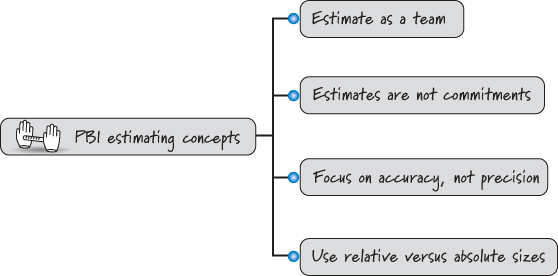 Estimate as a team
Estimates are not commitments
PBI estimating concepts
Focus on accuracy, not precision
Use relative versus absolute sizes